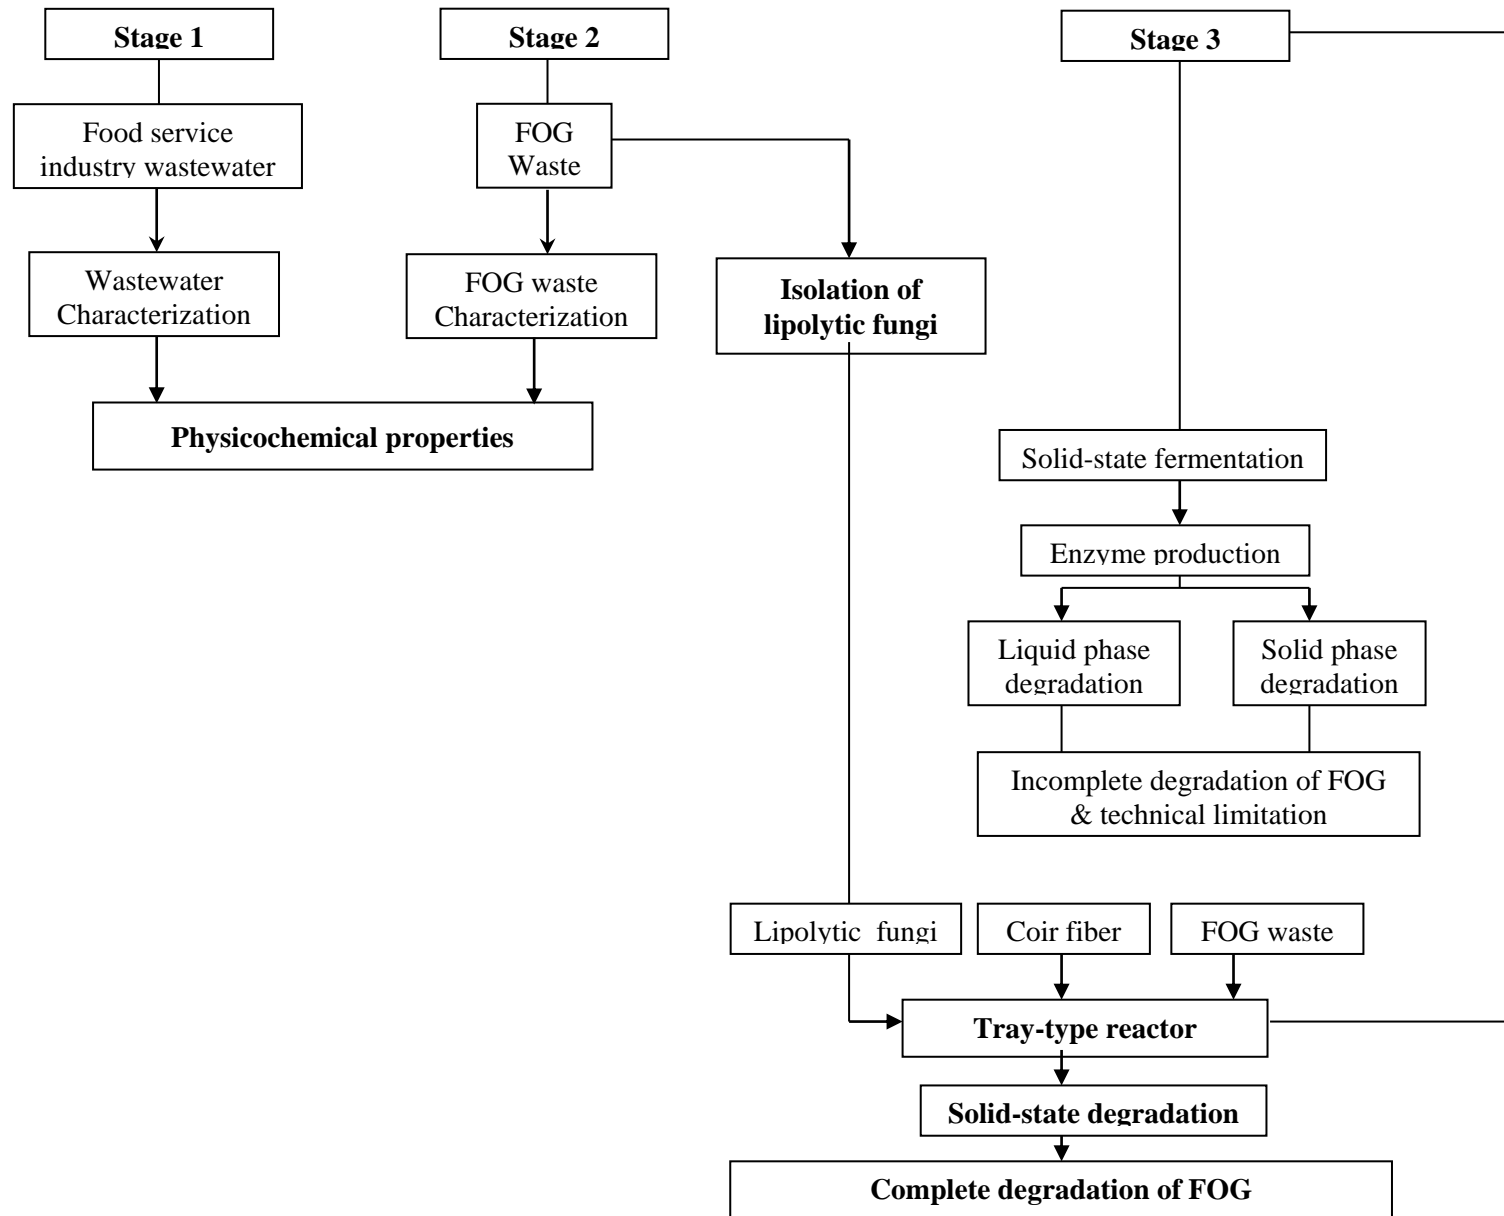 Stage 1
Stage 2
Stage 3
Food service
industry wastewater
FOG
Waste
Wastewater
Characterization
FOG waste
Characterization
Isolation of
lipolytic fungi
Physicochemical properties
Solid-state fermentation
Enzyme production
Liquid phase
degradation
Solid phase
degradation
Incomplete degradation of FOG
& technical limitation
Lipolytic fungi
Coir fiber
FOG waste
Tray-type reactor
Solid-state degradation
Complete degradation of FOG